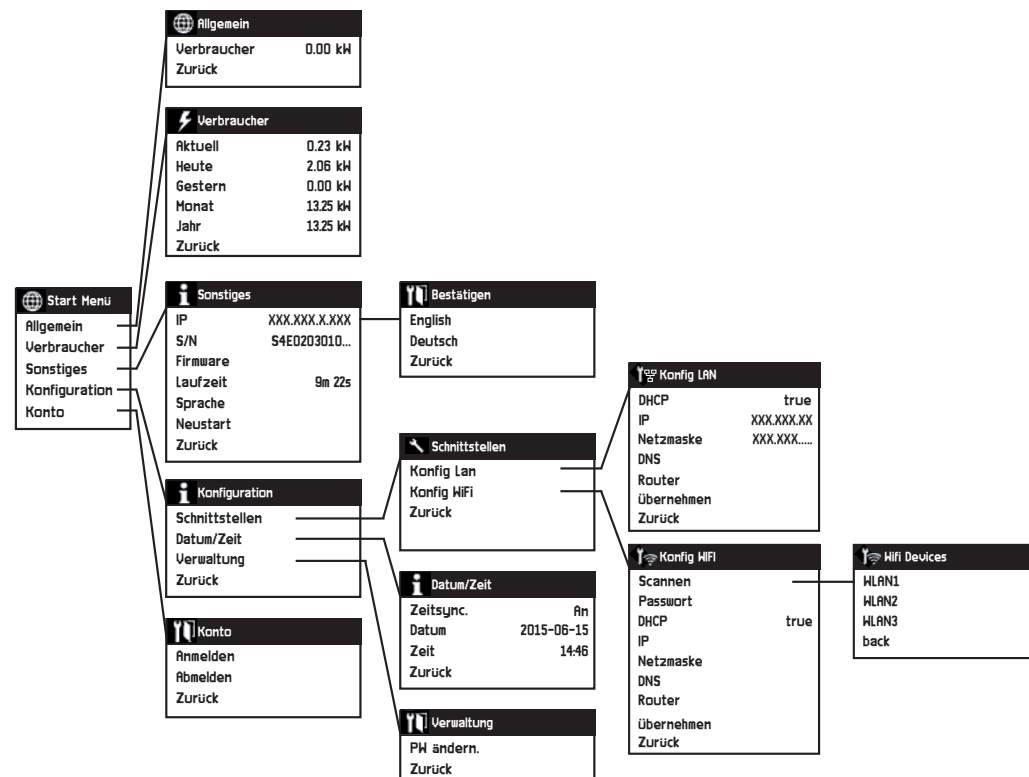 Allgemein
Verbraucher 0.00 kW
Zurück
Verbraucher
Aktuell 0.23 kW
Heute 2.06 kW
Gestern 0.00 kW
Monat 13.25 kW
Jahr 13.25 kW
Zurück
Start Menü
Allgemein
Verbraucher
Sonstiges
Konfiguration
Konto
Sonstiges
IP XXX.XXX.X.XXX
S/N S4E0203010...
Firmware
Laufzeit 9m 22s
Sprache
Neustart
Zurück
Bestätigen
English
Deutsch
Zurück
Konfiguration
Schnittstellen
Datum/Zeit
Verwaltung
Zurück
Schnittstellen
Konfig Lan
Konfig WiFi
Zurück
Konfig LAN
DHCP true
IP XXX.XXX.XX
Netzmaske XXX.XXX.....
DNS
Router
übernehmen
Zurück
Konto
Anmelden
Abmelden
Zurück
Datum/Zeit
Zeitsync. An
Datum 2015-06-15
Zeit 14:46
Zurück
Konfig WIFI
Scannen
Passwort
DHCP true
IP
Netzmaske
DNS
Router
übernehmen
Zurück
Wifi Devices
WLAN1
WLAN2
WLAN3
back
Verwaltung
PW ändern.
Zurück